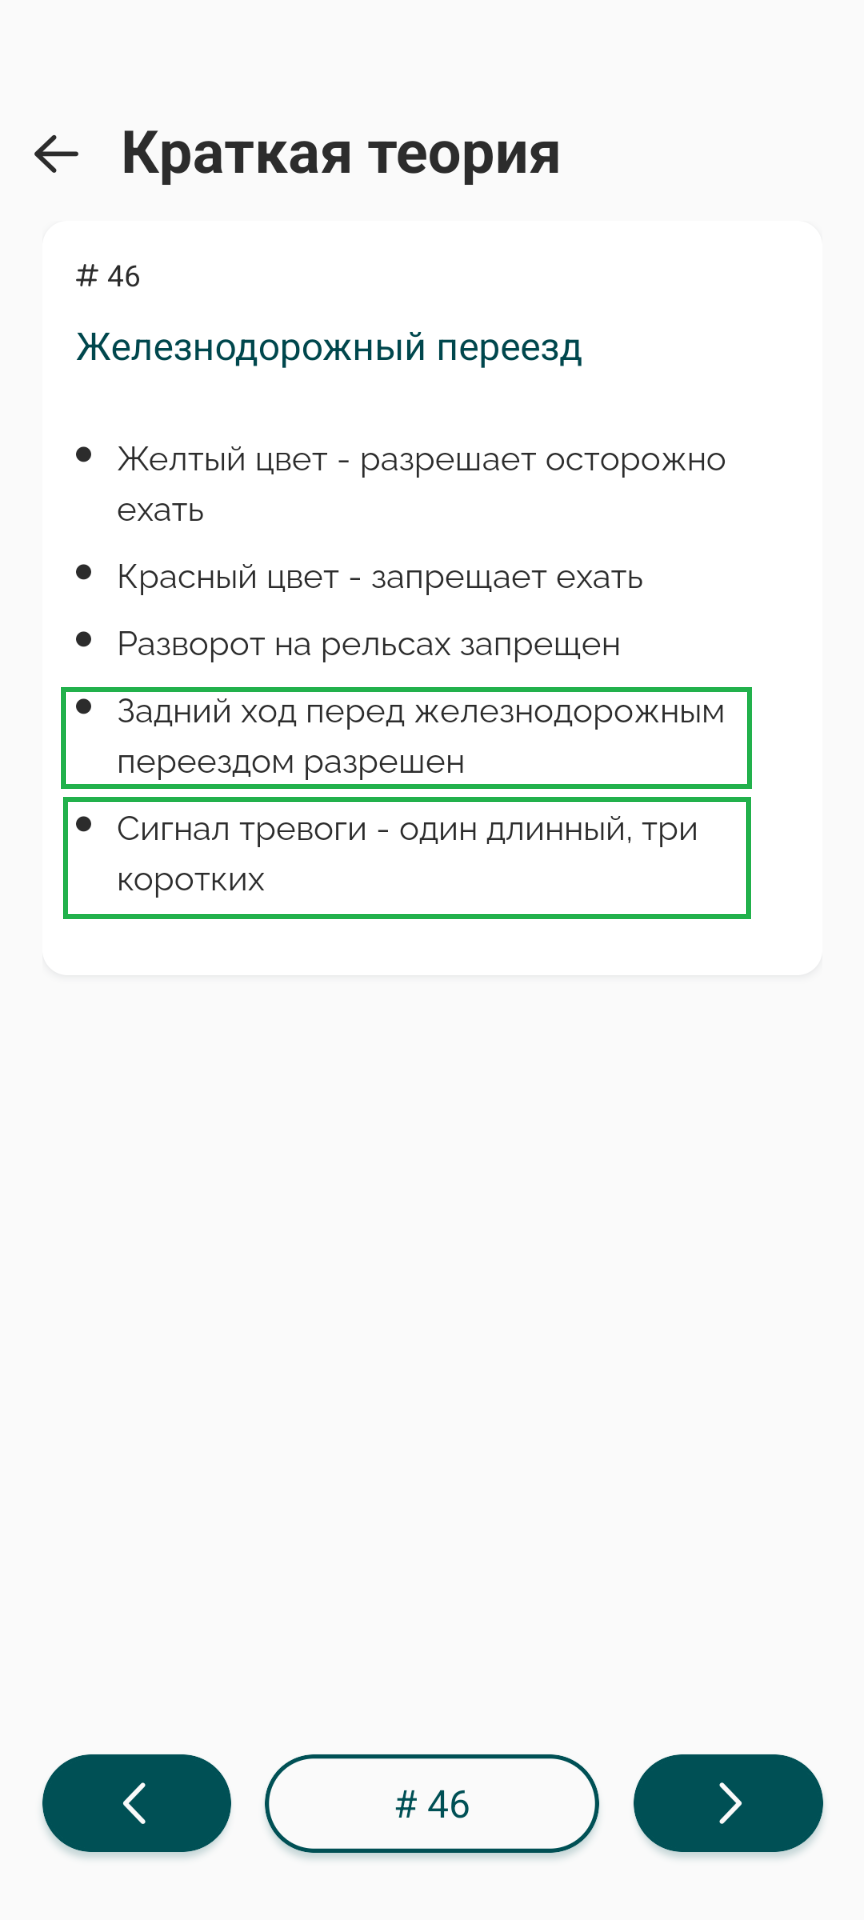 Краткая теория
# 46
Железнодорожный переезд
• Желтый цвет - разрешает осторожно
ехать
• Красный цвет - запрещает ехать
• Разворот на рельсах запрещен
• Задний ход перед железнодорожным
переездом разрешен
• Сигнал тревоги - один длинный, три
коротких
# 46